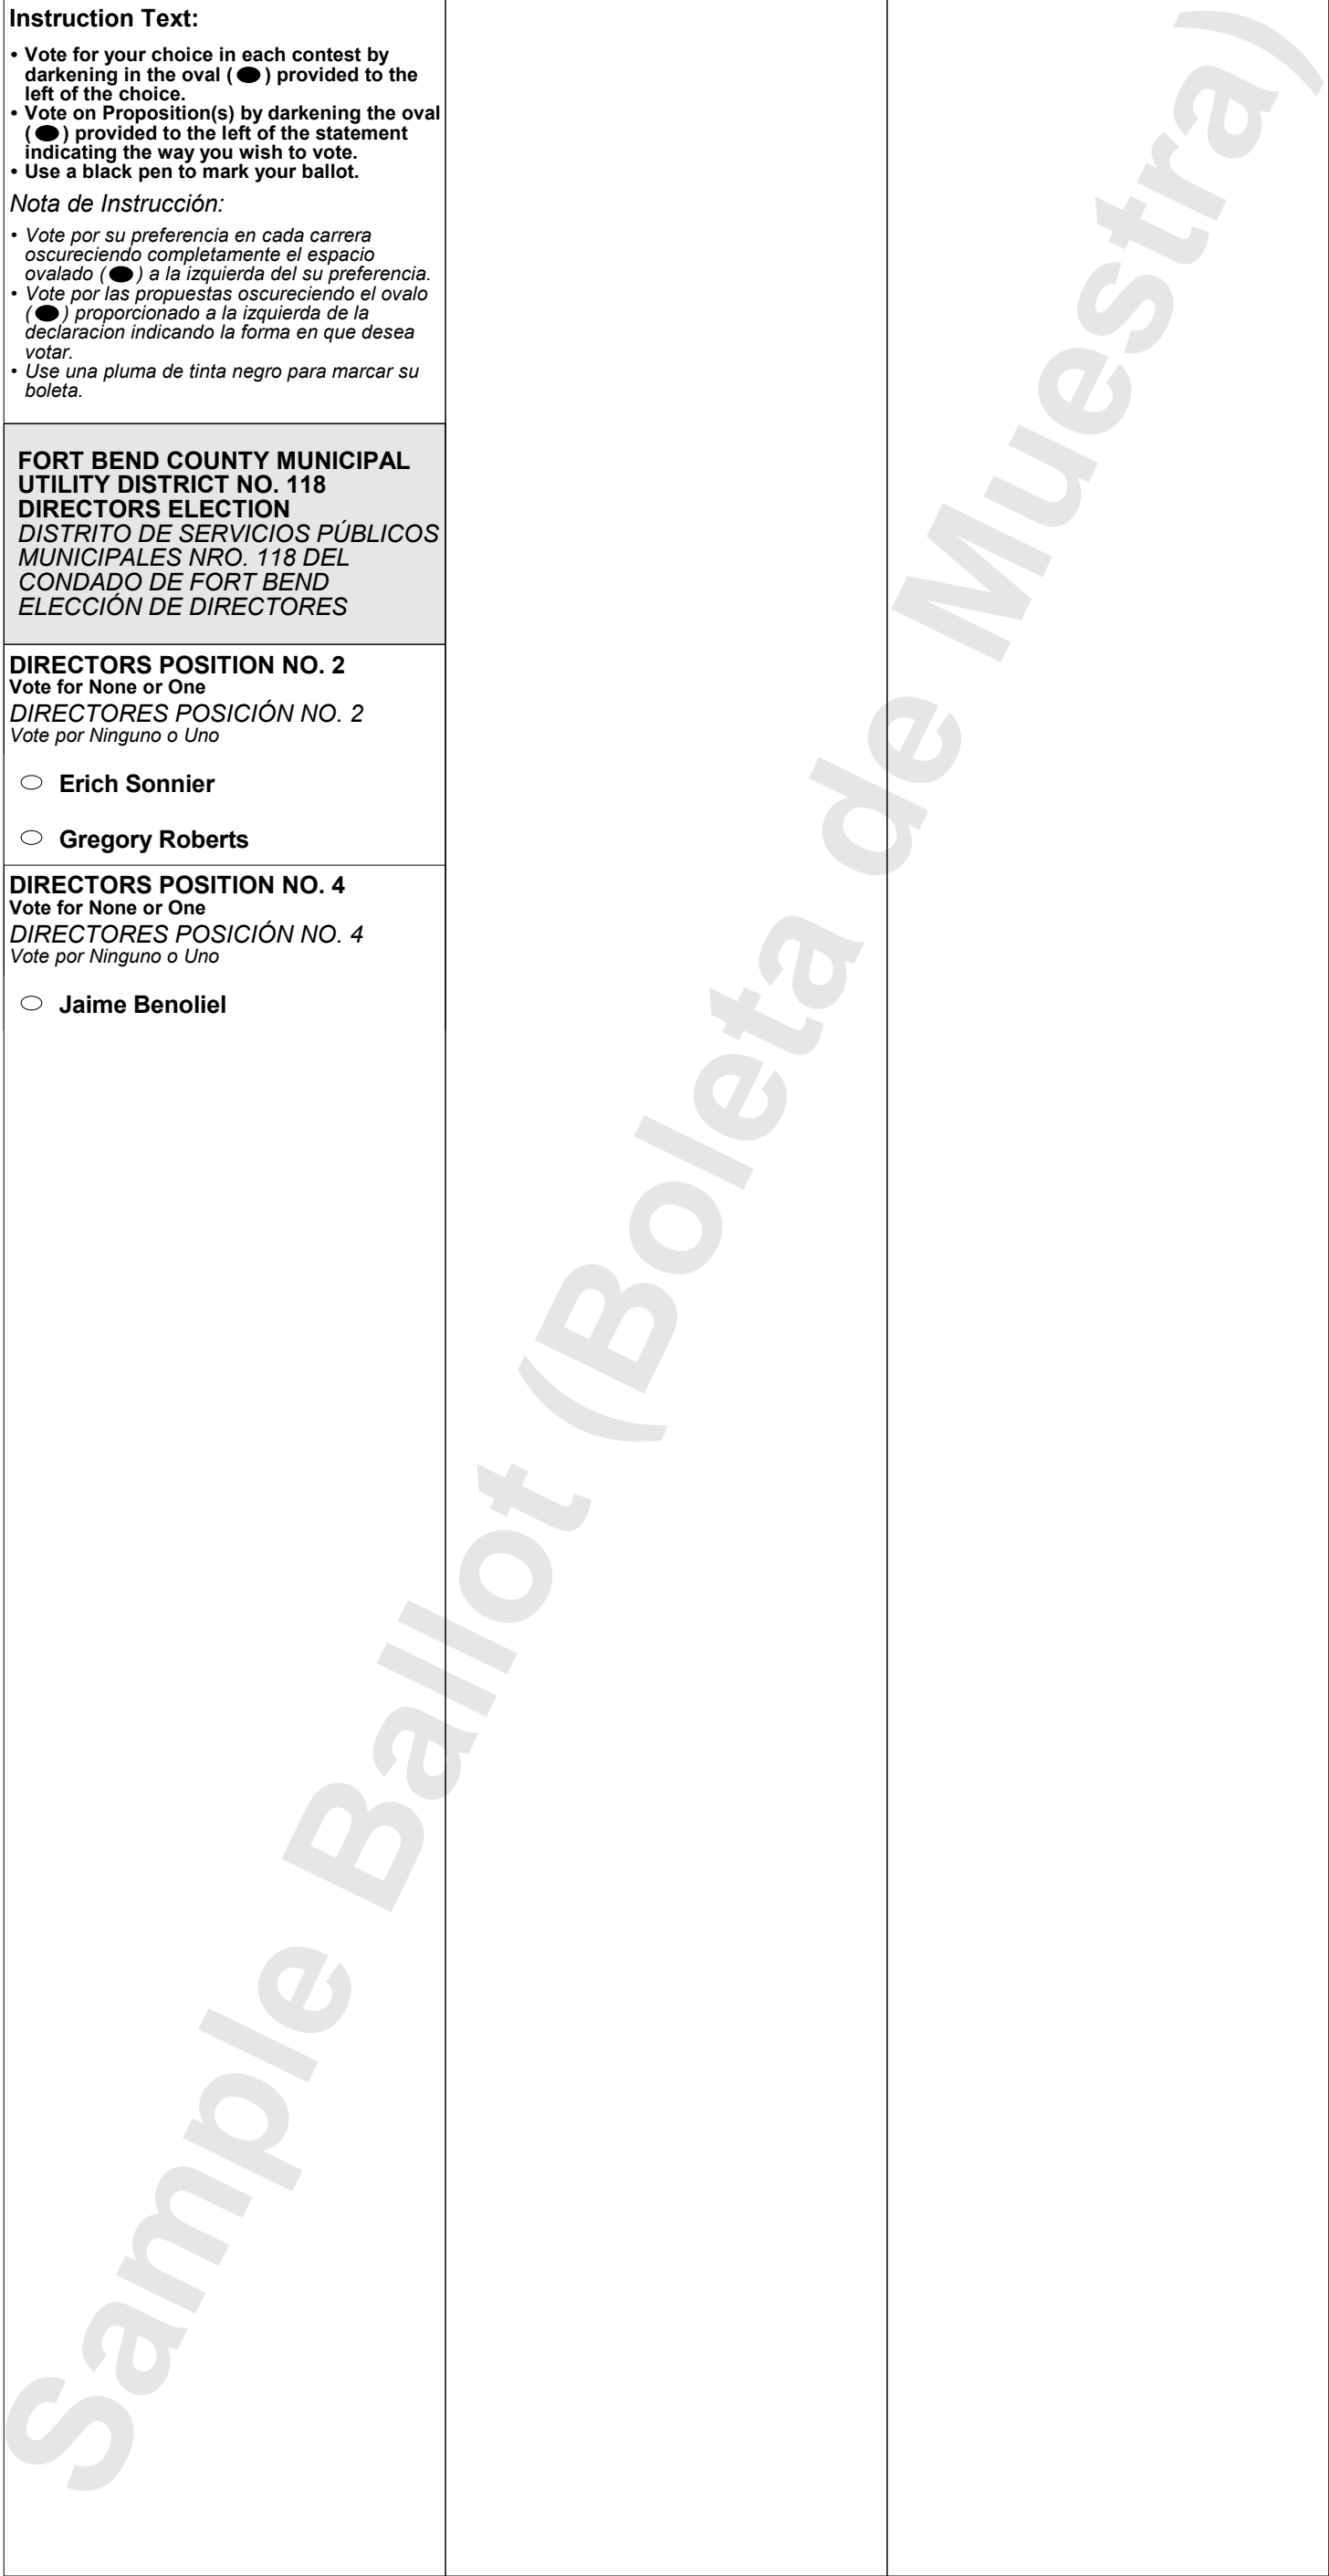 Instruction Text:
• Vote for your choice in each contest by
darkening in the oval ( ) provided to the
left of the choice.
• Vote on Proposition(s) by darkening the oval
( ) provided to the left of the statement
indicating the way you wish to vote.
• Use a black pen to mark your ballot.
Nota de Instrucción:
• Vote por su preferencia en cada carrera
oscureciendo completamente el espacio
ovalado ( ) a la izquierda del su preferencia.
• Vote por las propuestas oscureciendo el ovalo
( ) proporcionado a la izquierda de la
declaracion indicando la forma en que desea
votar.
• Use una pluma de tinta negro para marcar su
boleta.
FORT BEND COUNTY MUNICIPAL
UTILITY DISTRICT NO. 118
DIRECTORS ELECTION
DISTRITO DE SERVICIOS PÚBLICOS
MUNICIPALES NRO. 118 DEL
CONDADO DE FORT BEND
ELECCIÓN DE DIRECTORES
DIRECTORS POSITION NO. 2
Vote for None or One
DIRECTORES POSICIÓN NO. 2
Vote por Ninguno o Uno
Erich Sonnier
Gregory Roberts
DIRECTORS POSITION NO. 4
Vote for None or One
DIRECTORES POSICIÓN NO. 4
Vote por Ninguno o Uno
Jaime Benoliel
Sample Ballot (Boleta de Muestra)